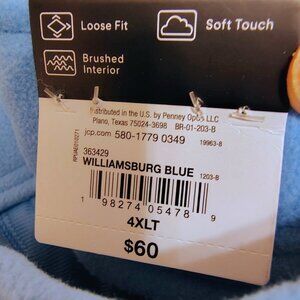 Loose Fit
Soft Touch
Brushed
Interior
distributed in the U.S. by Penney OpCo LLC
Plano, Texas 75024-3698 BR-01-203-B
jcp.com 580-1779 0349 19963-8
363429
WILLIAMSBURG BLUE 1203-8
1 98274 05478 9
4XLT
$60